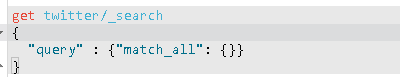 get twitter/_search
{
  "query" : {"match_all": {}}
}